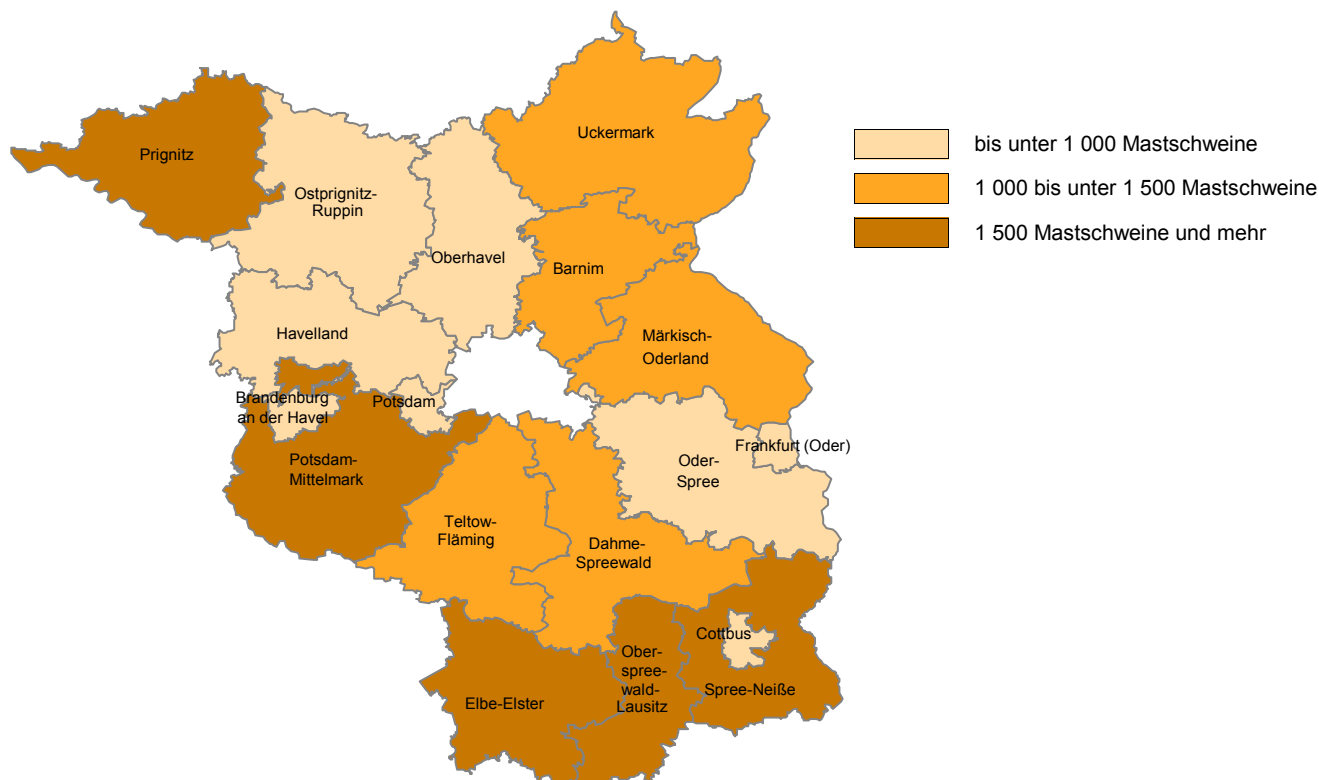 Uckermark
Prignitz
Ostprignitz-
Ruppin
Oberhavel
Barnim
Havelland
Märkisch-
Oderland
Brandenburg
an der Havel
Potsdam
Frankfurt (Oder)
Potsdam-
Mittelmark
Oder-
Spree
Teltow-
Fläming
Dahme-
Spreewald
Cottbus
Ober-
spree-
wald-
Lausitz
Spree-Neiße
Elbe-Elster
bis unter 1 000 Mastschweine
1 000 bis unter 1 500 Mastschweine
1 500 Mastschweine und mehr